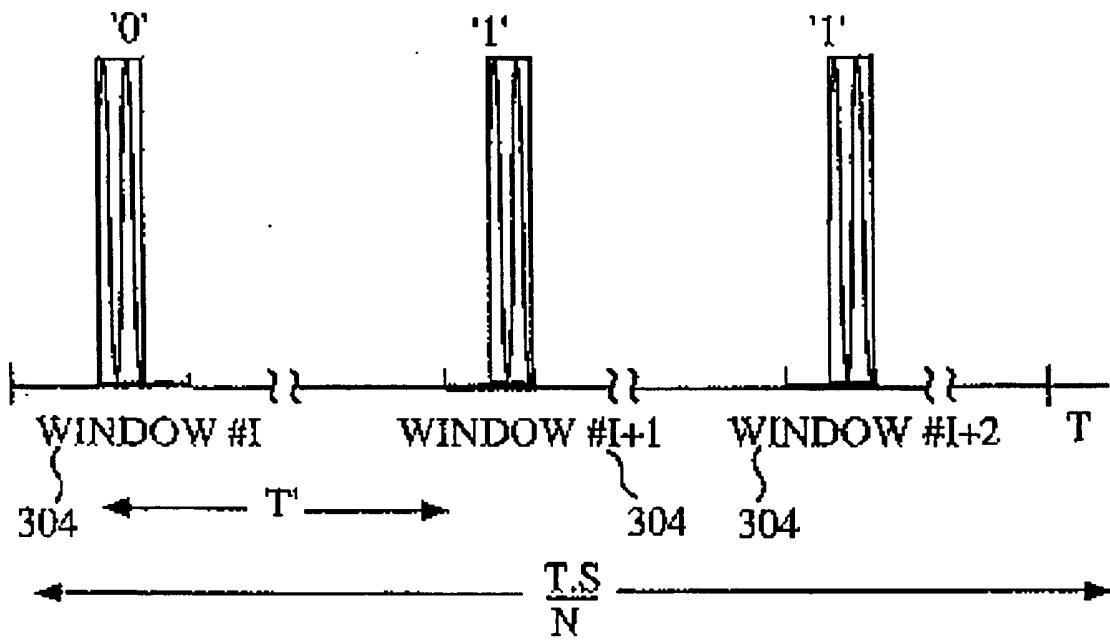 '0' '1' '1'
WINDOW #I WINDOW #I+1 WINDOW #I+2 T
304 T' 304 304
T.S
N